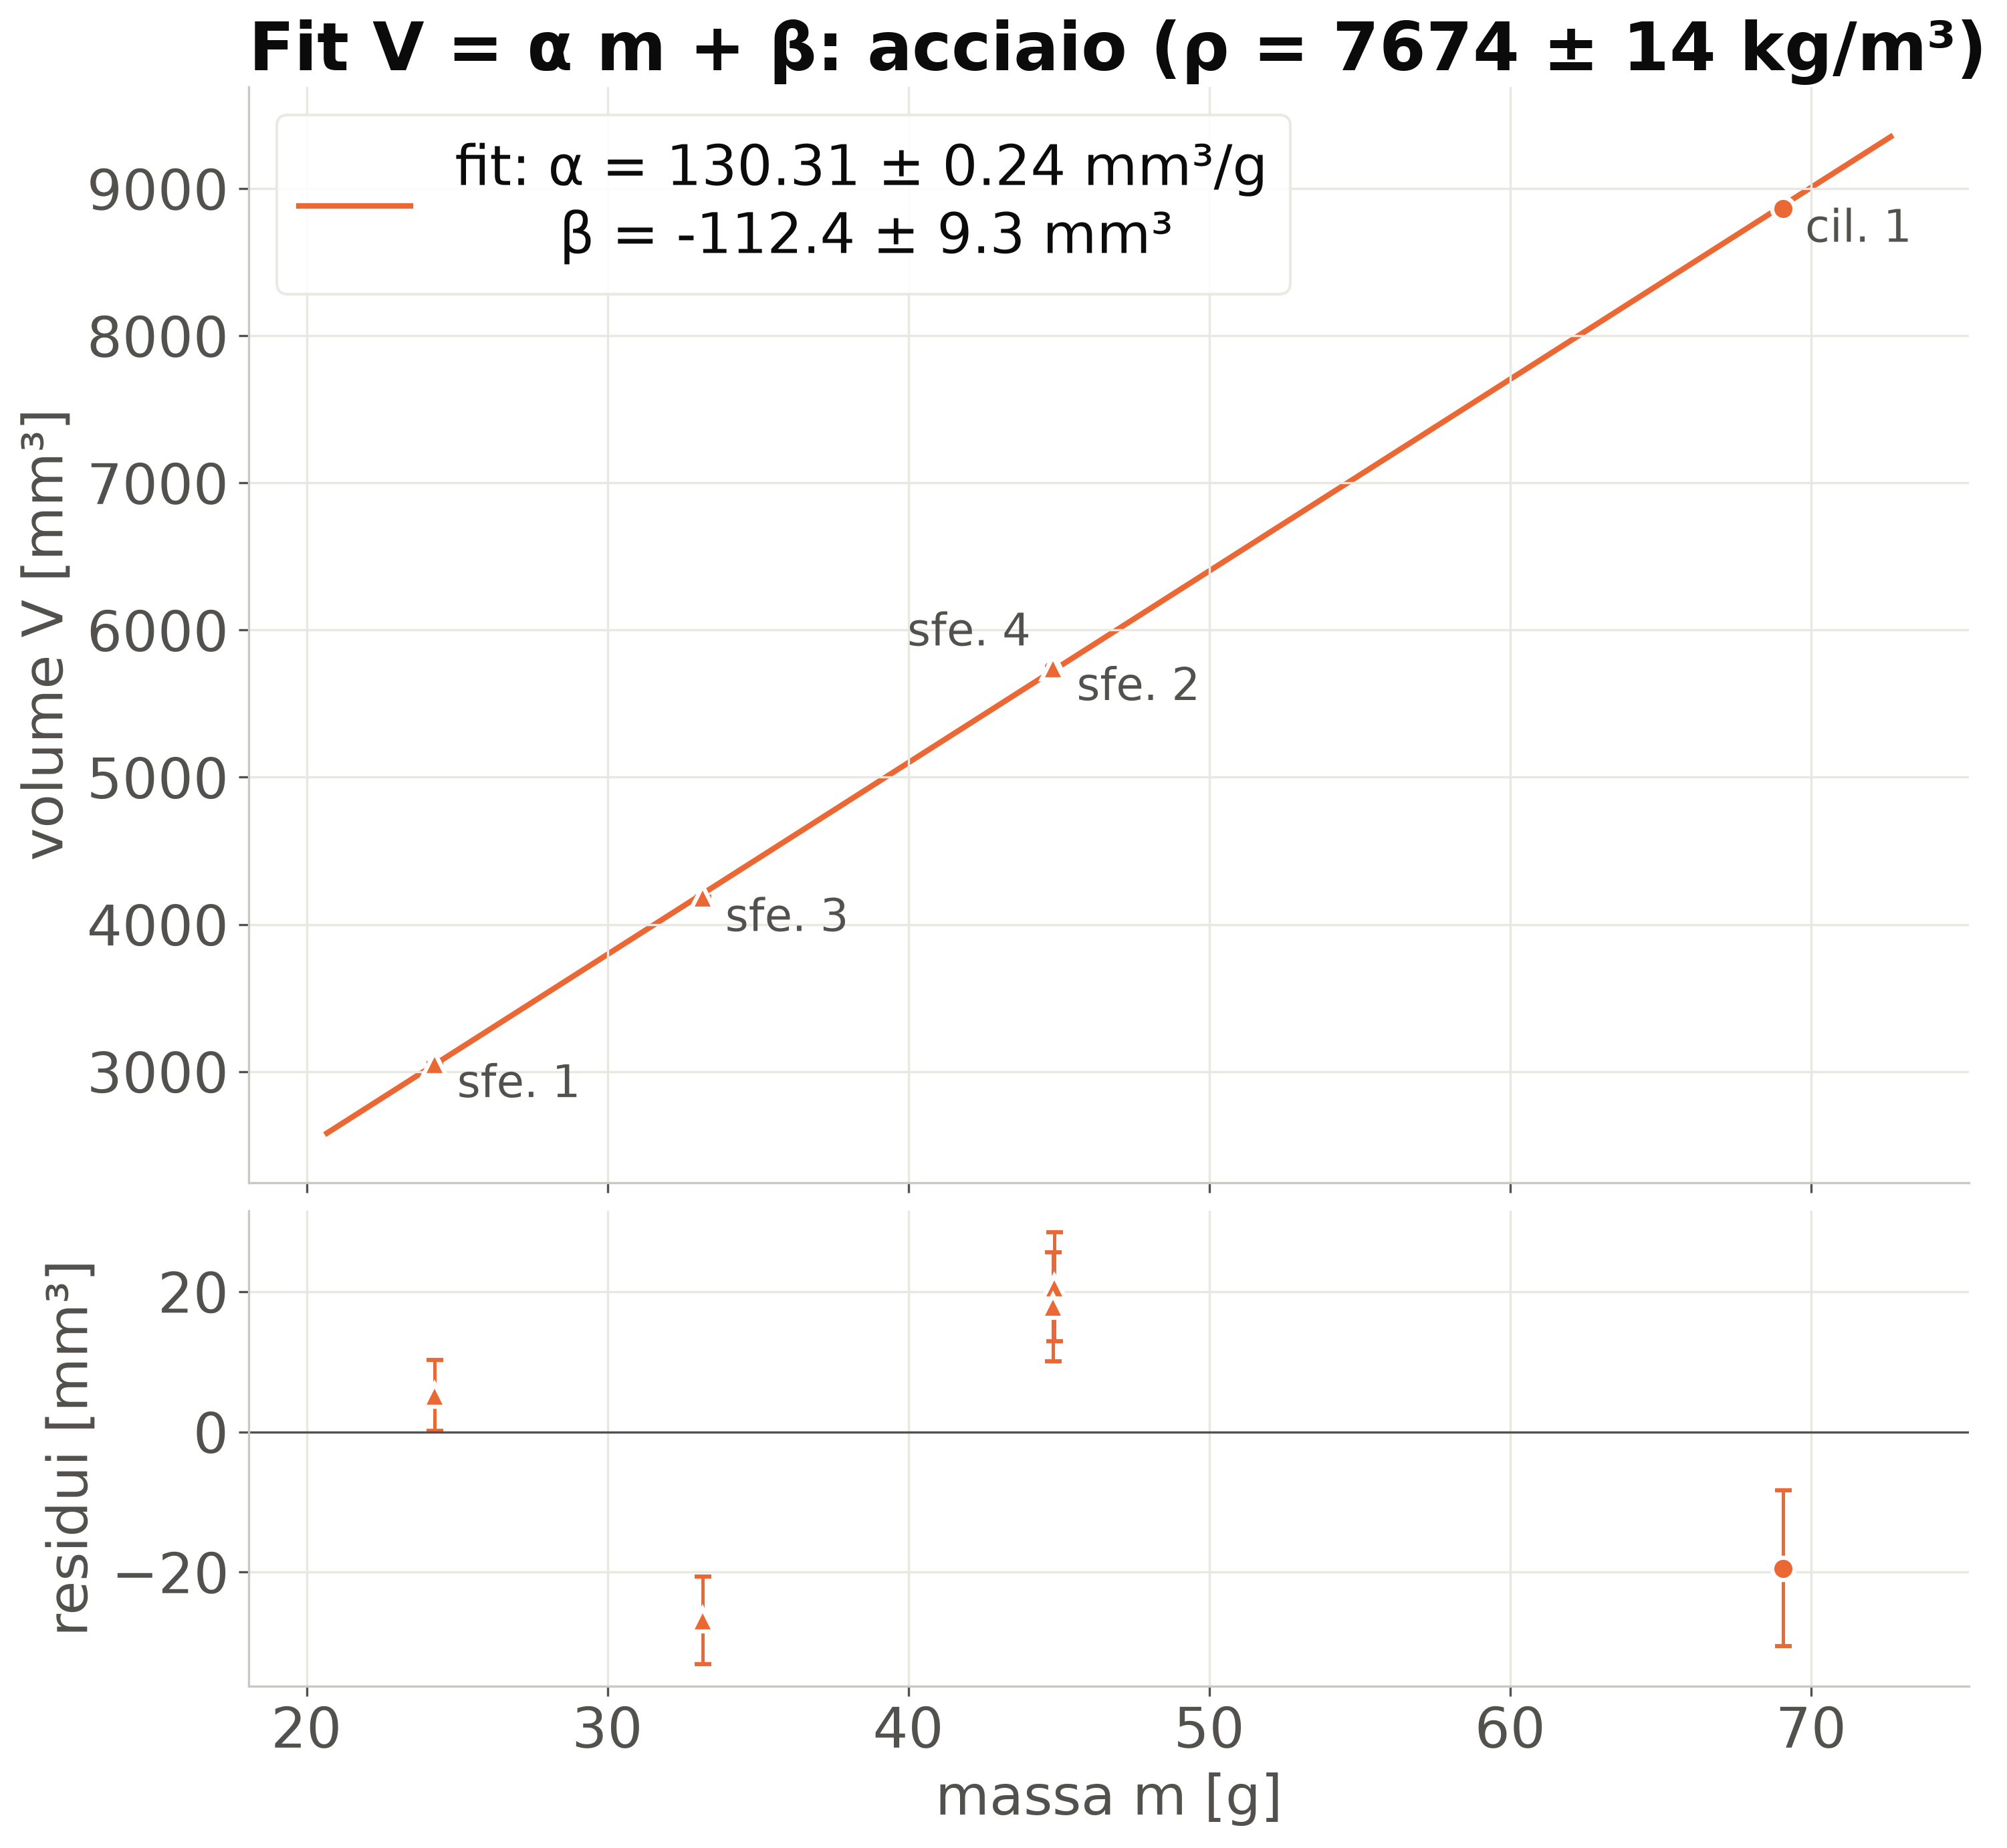 Fit V = α m + β: acciaio (ρ = 7674 ± 14 kg/m³)
fit: α = 130.31 ± 0.24 mm³/g
β = -112.4 ± 9.3 mm³
volume V [mm³]
9000
8000
7000
6000
5000
4000
3000
cil. 1
sfe. 4
sfe. 2
sfe. 3
sfe. 1
residui [mm³]
20
0
−20
20
30
40
50
60
70
massa m [g]